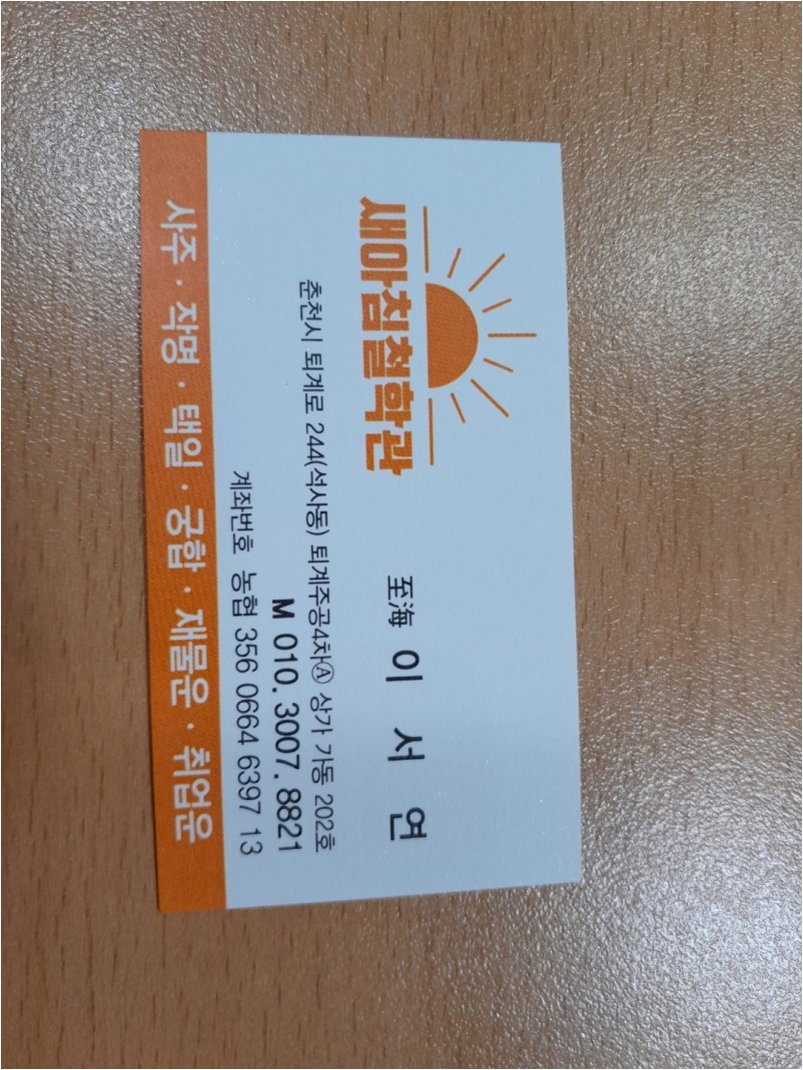 새아침철학관
至海 이 서 연
춘천시 퇴계로 244(석사동) 퇴계주공4차Ⓐ 상가 가동 202호
M 010.3007.8821
계좌번호 농협 356 0664 6397 13
사주·작명·택일·궁합·재물운·취업운